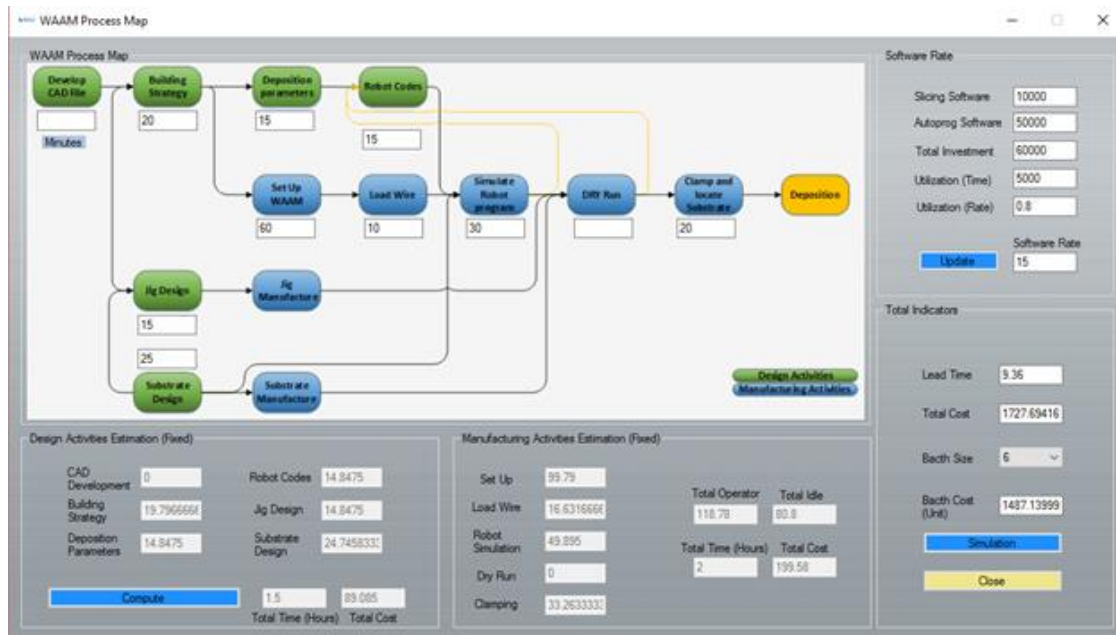 WAAM Process Map
WAAM Process Map
Develop CAD File
Building Strategy
Deposition parameters
Robot Codes
Minutes
20
15
15
Set Up WAAM
Load Wire
Simulate Robot program
DRY Run
Clamp and locate Substrate
Deposition
60
10
30
20
Jig Design
Jig Manufacture
15
25
Substrate Design
Substrate Manufacture
Design Activities
Manufacturing Activities
Software Rate
Slicing Software 10000
Autoprog Software 50000
Total Investment 60000
Utilization (Time) 5000
Utilization (Rate) 0.8
Software Rate
Update 15
Total Indicators
Lead Time 9.36
Total Cost 1727.69416
Bacth Size 6
Bacth Cost (Unit) 1487.13999
Simulation
Close
Design Activities Estimation (Fixed)
CAD Development 0
Robot Codes 14.8475
Building Strategy 19.7966666
Jig Design 14.8475
Deposition Parameters 14.8475
Substrate Design 24.7458333
Compute 1.5 89.085
Total Time (Hours) Total Cost
Manufacturing Activities Estimation (Fixed)
Set Up 99.79
Load Wire 16.6316666
Robot Simulation 49.895
Dry Run 0
Clamping 33.2633333
Total Operator Total Idle
118.78 80.8
Total Time (Hours) Total Cost
2 199.58